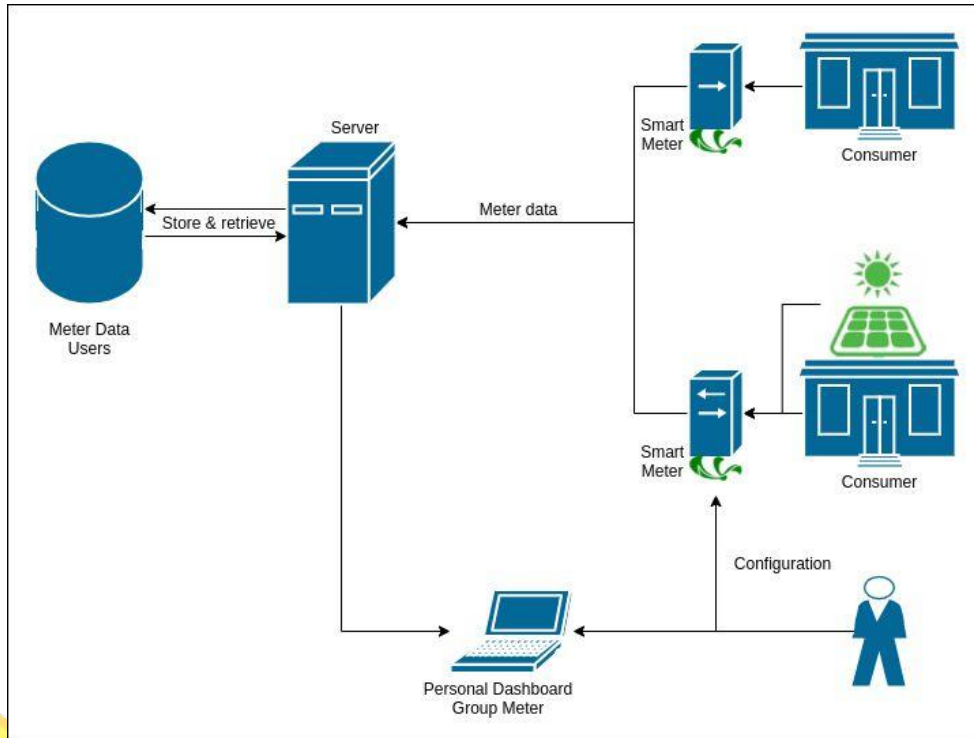 Server
Smart
Meter
Consumer
Meter data
Store & retrieve
Meter Data
Users
Smart
Meter
Consumer
Configuration
Personal Dashboard
Group Meter